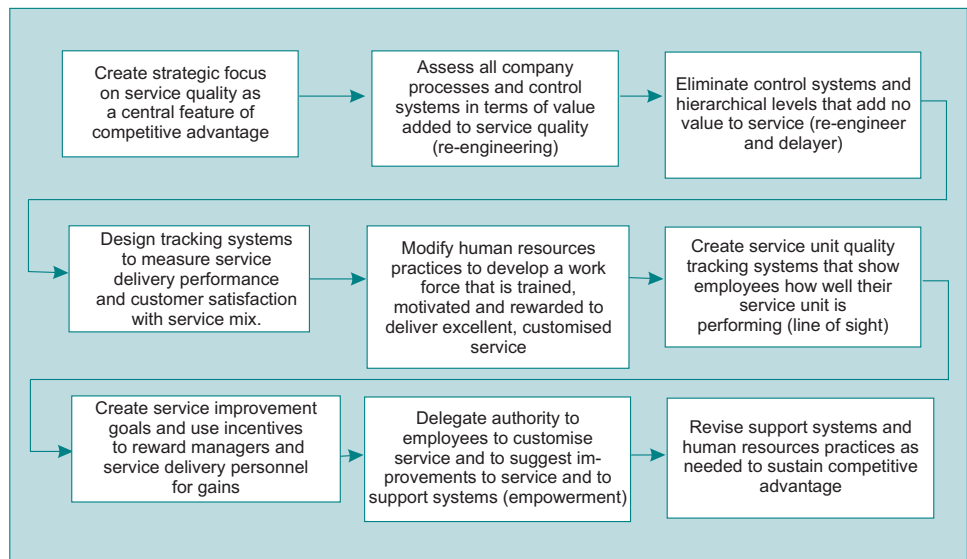 Create strategic focus
on service quality as
a central feature of
competitive advantage
Assess all company
processes and control
systems in terms of value
added to service quality
(re-engineering)
Eliminate control systems and
hierarchical levels that add no
value to service (re-engineer
and delayer)
Design tracking systems
to measure service
delivery performance
and customer satisfaction
with service mix.
Modify human resources
practices to develop a work
force that is trained,
motivated and rewarded to
deliver excellent, customised
service
Create service unit quality
tracking systems that show
employees how well their
service unit is
performing (line of sight)
Create service improvement
goals and use incentives
to reward managers and
service delivery personnel
for gains
Delegate authority to
employees to customise
service and to suggest im-
provements to service and to
support systems (empowerment)
Revise support systems and
human resources practices as
needed to sustain competitive
advantage